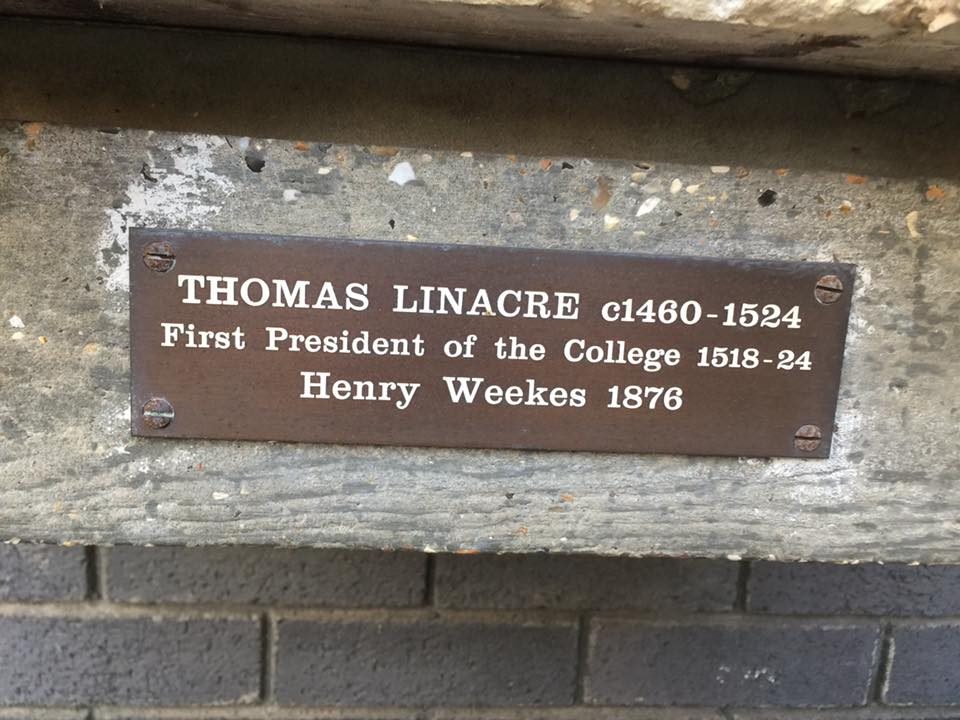 THOMAS LINACRE c1460-1524
First President of the College 1518-24
Henry Weekes 1876